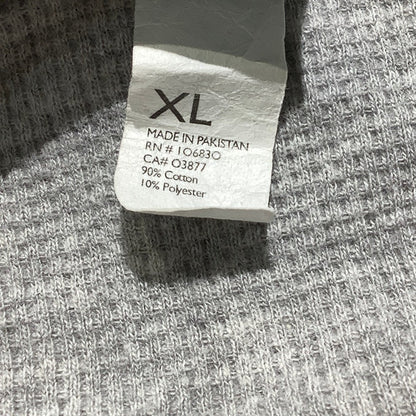 XL
MADE IN PAKISTAN
RN # 106830
CA# 03877
90% Cotton
10% Polyester